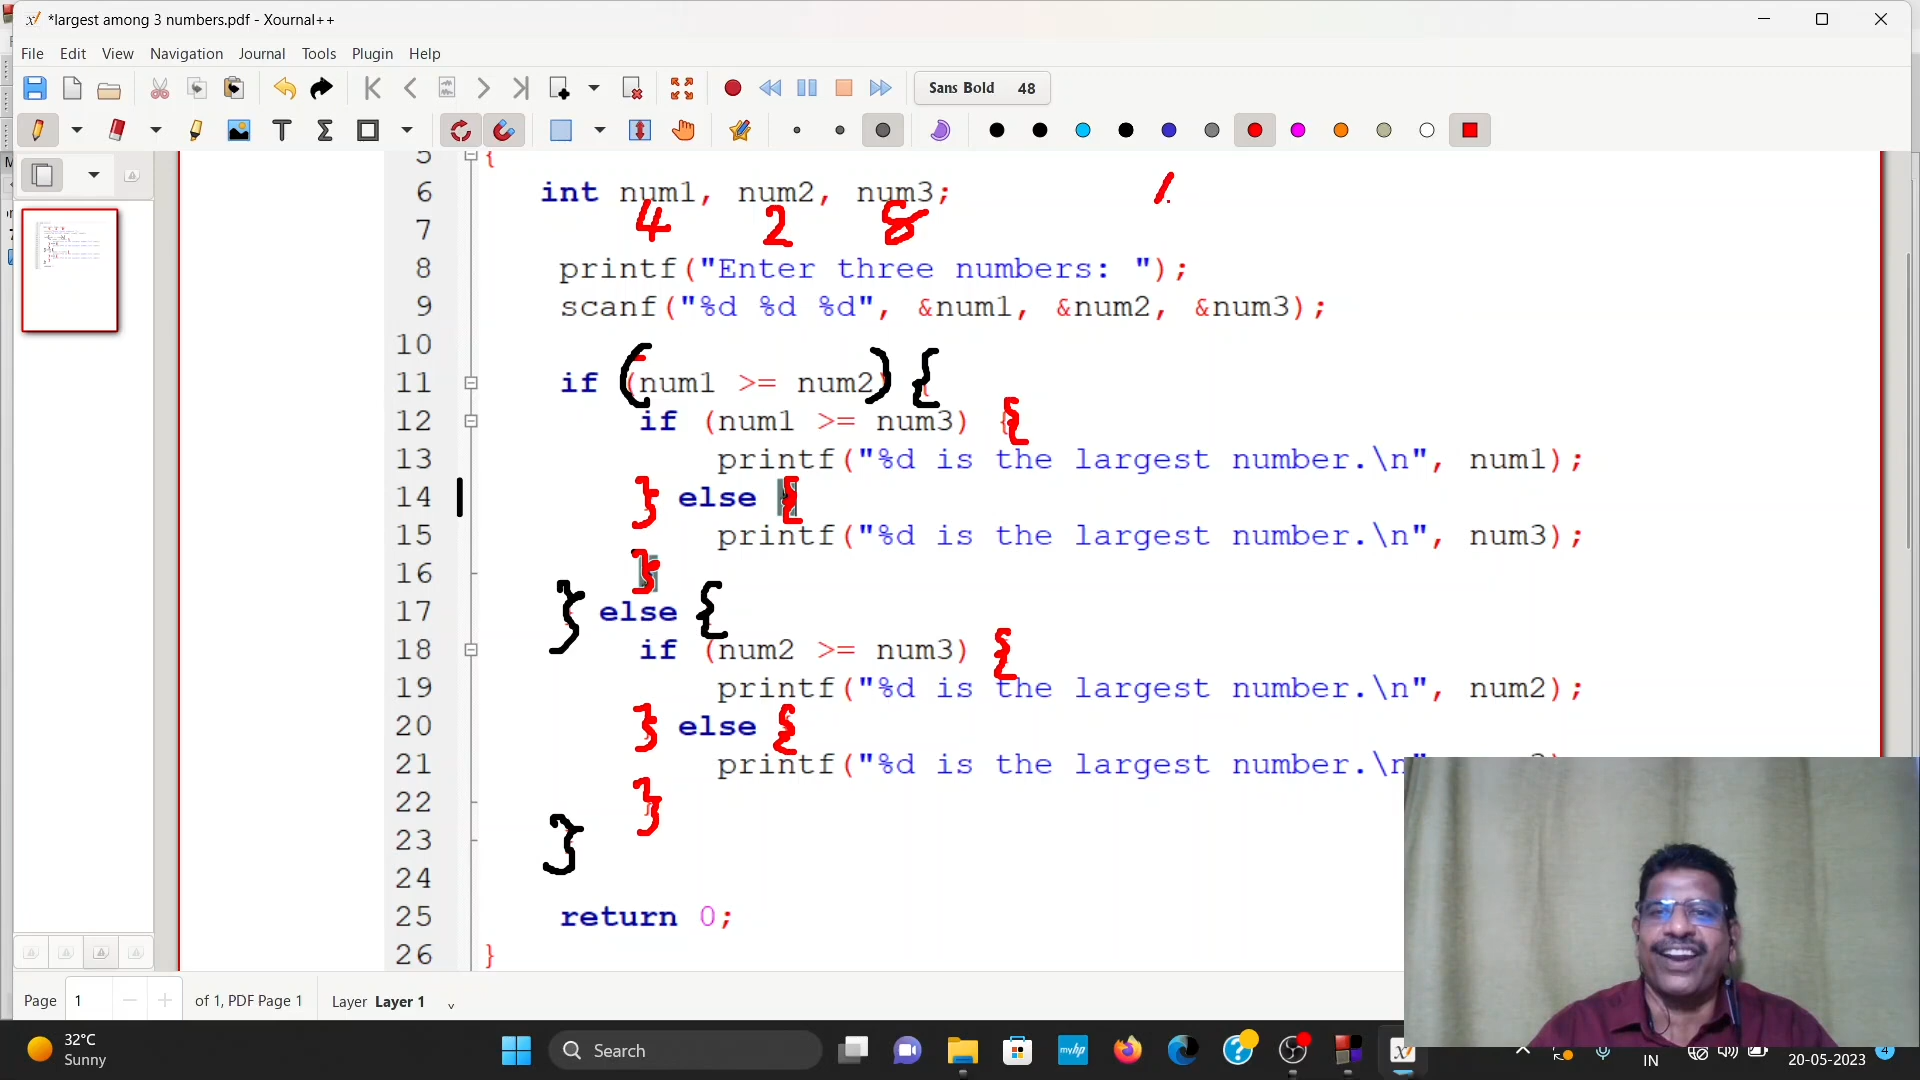 *largest among 3 numbers.pdf - Xournal++
File Edit View Navigation Journal Tools Plugin Help
Sans Bold 48
5 {
6 int num1, num2, num3;
7 4 2 8
8 printf("Enter three numbers: ");
9 scanf("%d %d %d", &num1, &num2, &num3);
10
11 if (num1 >= num2) {
12 if (num1 >= num3) {
13 printf("%d is the largest number.\n", num1);
14 } else {
15 printf("%d is the largest number.\n", num3);
16 }
17 } else {
18 if (num2 >= num3) {
19 printf("%d is the largest number.\n", num2);
20 } else {
21 printf("%d is the largest number.\n"
22 }
23 }
24
25 return 0;
26 }
Page 1 of 1, PDF Page 1 Layer Layer 1
32°C
Sunny
Search
myhp
IN
20-05-2023
4